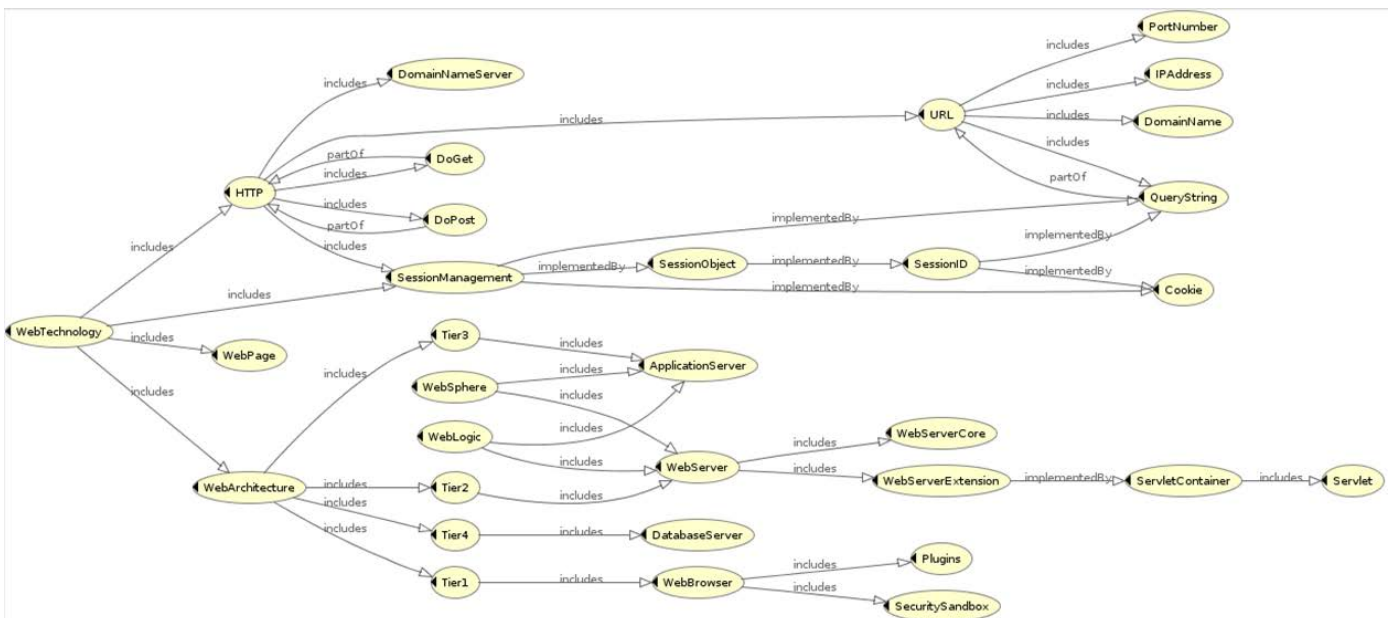 PortNumber
includes
DomainNameServer
includes
IPAddress
includes
includes
URL
includes
DomainName
partOf
DoGet
includes
includes
HTTP
partOf
QueryString
includes
DoPost
implementedBy
partOf
includes
implementedBy
includes
SessionObject
implementedBy
SessionID
implementedBy
SessionManagement
implementedBy
implementedBy
Cookie
includes
WebTechnology
includes
WebPage
Tier3
includes
ApplicationServer
includes
includes
WebSphere
includes
includes
WebLogic
includes
WebServerCore
includes
includes
WebServer
includes
WebArchitecture
includes
Tier2
includes
WebServerExtension
implementedBy
ServletContainer
includes
Servlet
includes
Tier4
includes
DatabaseServer
includes
Plugins
includes
Tier1
includes
WebBrowser
includes
SecuritySandbox